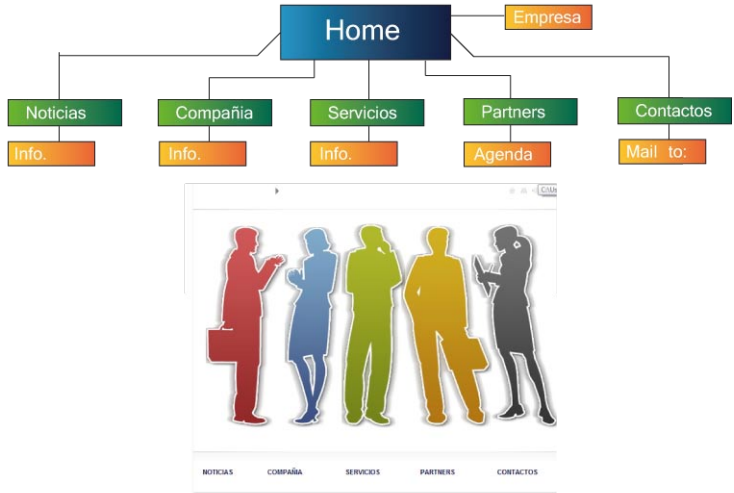 Home
Empresa
Noticias
Compañia
Servicios
Partners
Contactos
Info.
Info.
Info.
Agenda
Mail to:
NOTICIAS
COMPAÑIA
SERVICIOS
PARTNERS
CONTACTOS